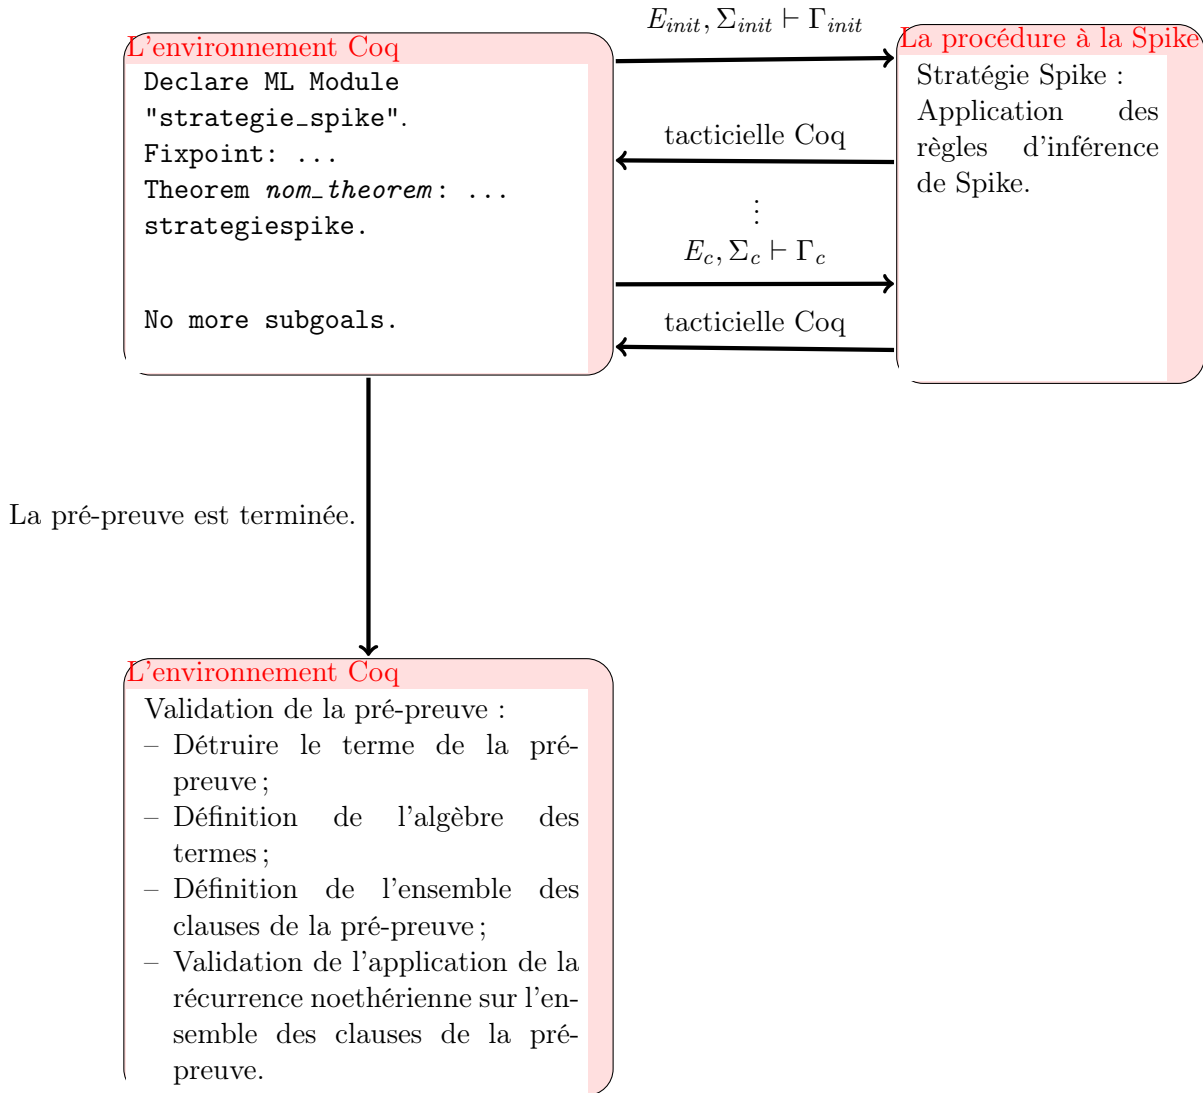 L'environnement Coq
Declare ML Module
"strategie_spike".
Fixpoint: ...
Theorem nom_theorem: ...
strategiespike.
No more subgoals.
E_init, Σ_init ⊢ Γ_init
tacticielle Coq
⋮
E_c, Σ_c ⊢ Γ_c
tacticielle Coq
La procédure à la Spike
Stratégie Spike :
Application des
règles d'inférence
de Spike.
La pré-preuve est terminée.
L'environnement Coq
Validation de la pré-preuve :
– Détruire le terme de la pré-
preuve ;
– Définition de l'algèbre des
termes ;
– Définition de l'ensemble des
clauses de la pré-preuve ;
– Validation de l'application de la
récurrence noethérienne sur l'en-
semble des clauses de la pré-
preuve.